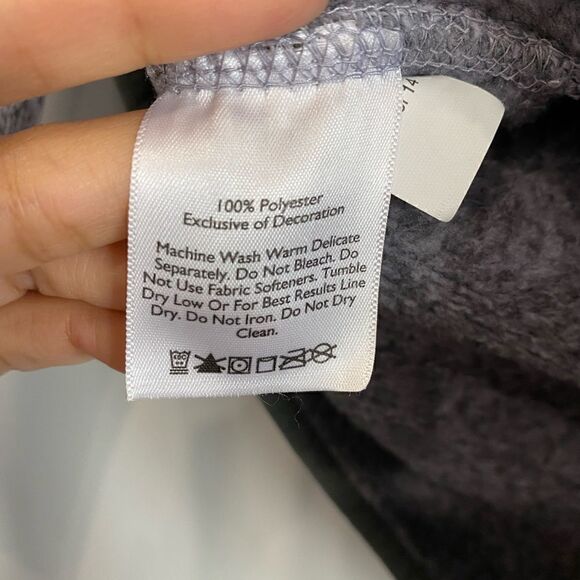 100% Polyester
Exclusive of Decoration
Machine Wash Warm Delicate
Separately. Do Not Bleach. Do
Not Use Fabric Softeners. Tumble
Dry Low Or For Best Results Line
Dry. Do Not Iron. Do Not Dry
Clean.
14